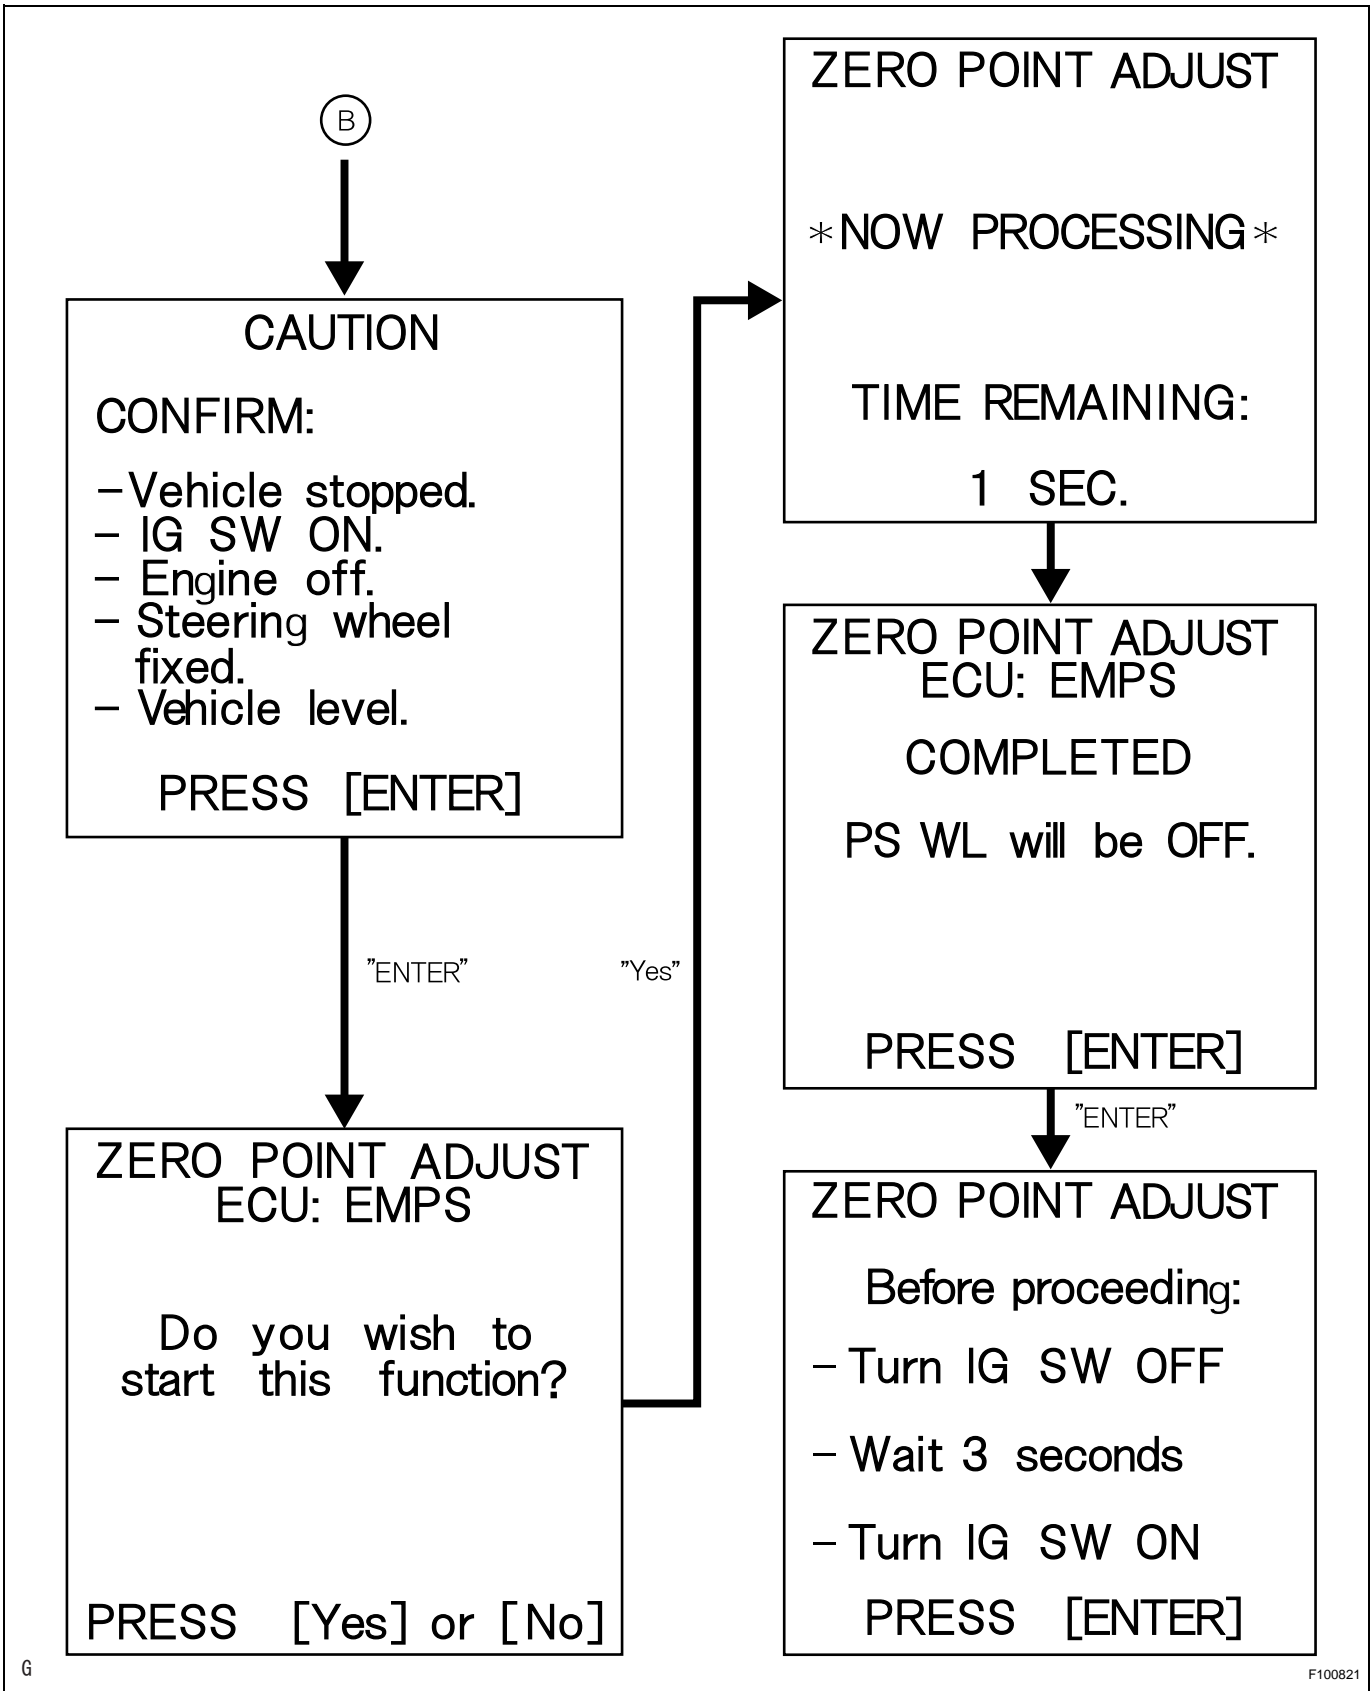 B
CAUTION
CONFIRM:
-Vehicle stopped.
- IG SW ON.
- Engine off.
- Steering wheel
fixed.
- Vehicle level.
PRESS [ENTER]
"ENTER"
ZERO POINT ADJUST
ECU: EMPS
Do you wish to
start this function?
PRESS [Yes] or [No]
"Yes"
ZERO POINT ADJUST
*NOW PROCESSING*
TIME REMAINING:
1 SEC.
ZERO POINT ADJUST
ECU: EMPS
COMPLETED
PS WL will be OFF.
PRESS [ENTER]
"ENTER"
ZERO POINT ADJUST
Before proceeding:
- Turn IG SW OFF
- Wait 3 seconds
- Turn IG SW ON
PRESS [ENTER]
G
F100821